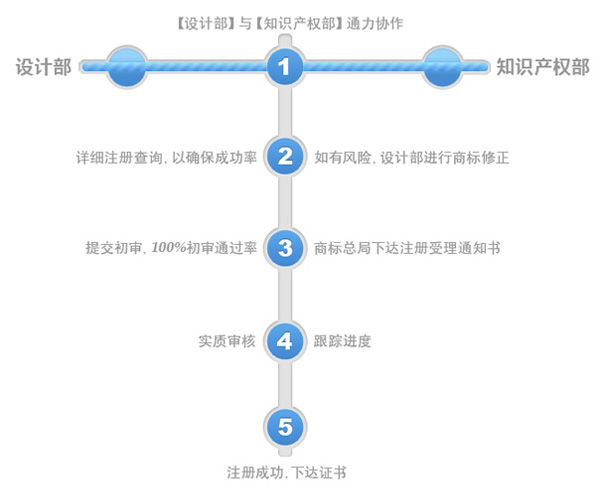 【设计部】与【知识产权部】通力协作
设计部
1
知识产权部
详细注册查询, 以确保成功率
2
如有风险, 设计部进行商标修正
提交初审, 100%初审通过率
3
商标总局下达注册受理通知书
实质审核
4
跟踪进度
5
注册成功, 下达证书